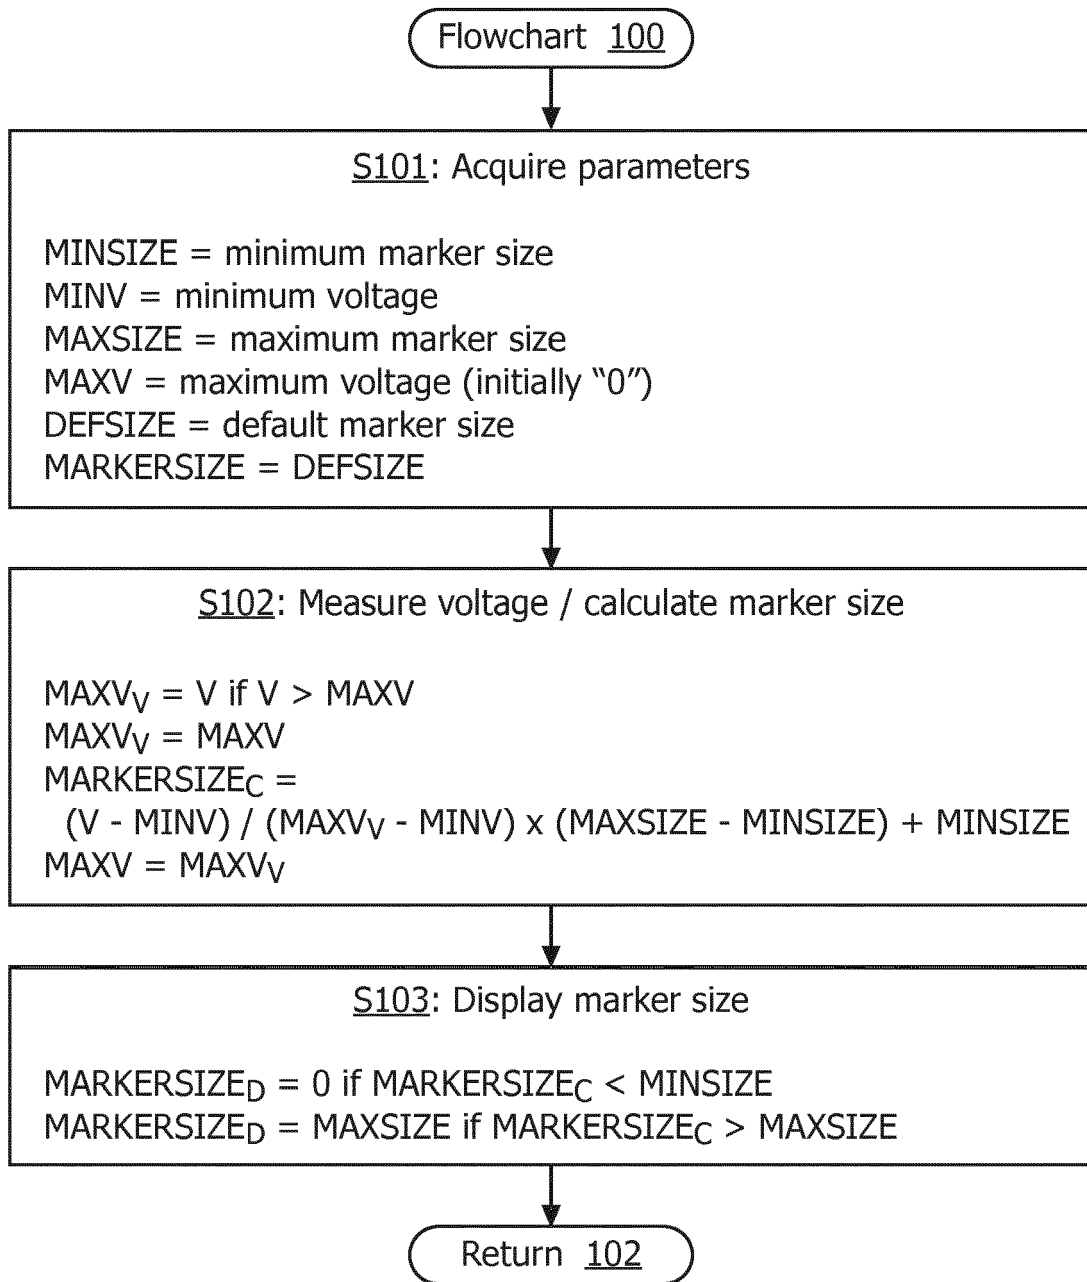 Flowchart 100
S101: Acquire parameters
MINSIZE = minimum marker size
MINV = minimum voltage
MAXSIZE = maximum marker size
MAXV = maximum voltage (initially “0”)
DEFSIZE = default marker size
MARKERSIZE = DEFSIZE
S102: Measure voltage / calculate marker size
MAXVV = V if V > MAXV
MAXVV = MAXV
MARKERSIZEC =
(V - MINV) / (MAXVV - MINV) x (MAXSIZE - MINSIZE) + MINSIZE
MAXV = MAXVV
S103: Display marker size
MARKERSIZED = 0 if MARKERSIZEC < MINSIZE
MARKERSIZED = MAXSIZE if MARKERSIZEC > MAXSIZE
Return 102